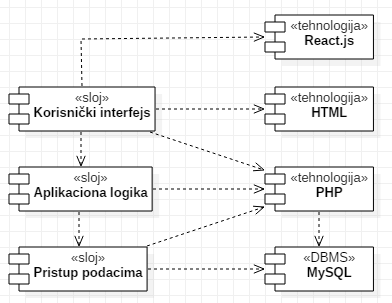 «tehnologija»
React.js
«sloj»
Korisnički interfejs
«tehnologija»
HTML
«sloj»
Aplikaciona logika
«tehnologija»
PHP
«sloj»
Pristup podacima
«DBMS»
MySQL